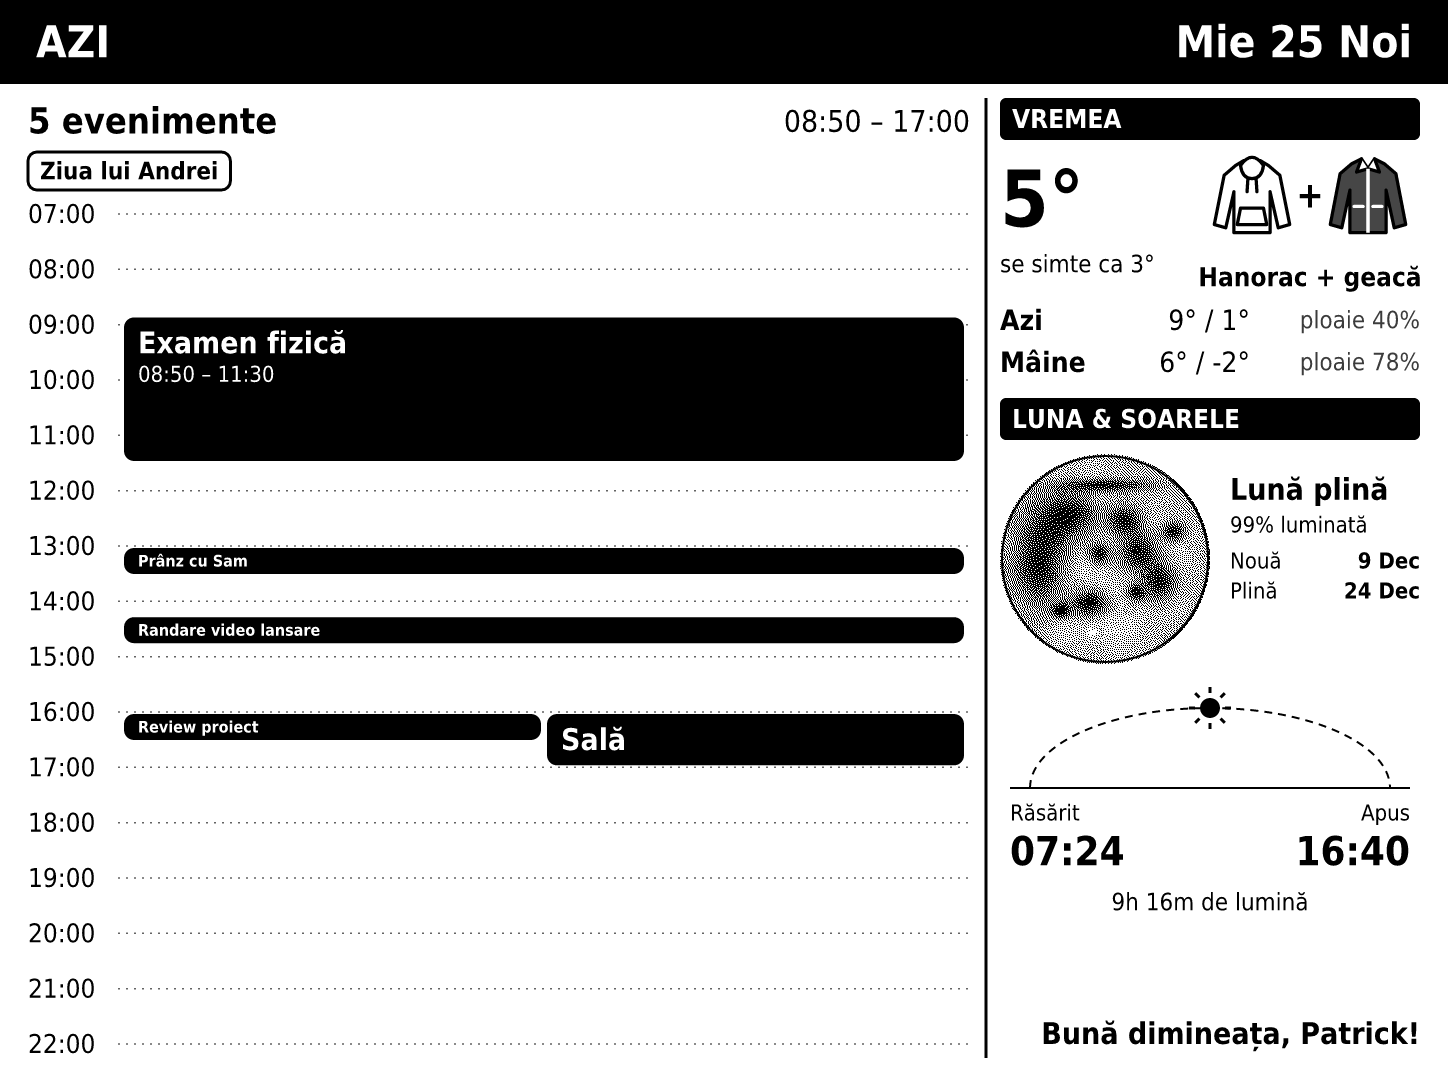 AZI
Mie 25 Noi
5 evenimente
08:50 – 17:00
Ziua lui Andrei
07:00
08:00
09:00
Examen fizică
08:50 – 11:30
10:00
11:00
12:00
13:00
Prânz cu Sam
14:00
Randare video lansare
15:00
16:00
Review proiect
Sală
17:00
18:00
19:00
20:00
21:00
22:00
VREMEA
5°
+
se simte ca 3°
Hanorac + geacă
Azi 9° / 1° ploaie 40%
Mâine 6° / -2° ploaie 78%
LUNA & SOARELE
Lună plină
99% luminată
Nouă 9 Dec
Plină 24 Dec
Răsărit Apus
07:24 16:40
9h 16m de lumină
Bună dimineața, Patrick!